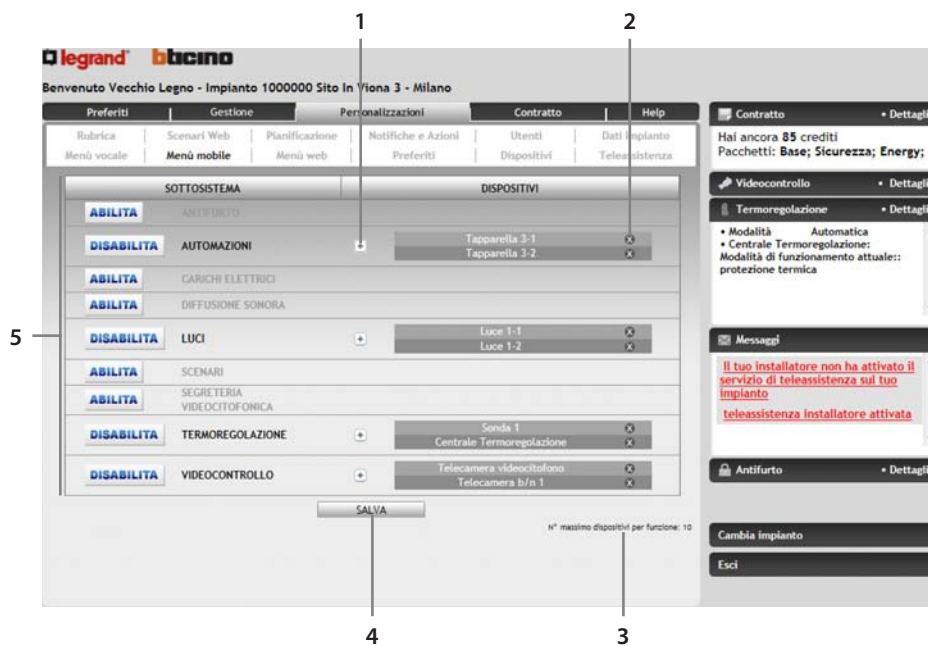 1 2
legrand bticino
Benvenuto Vecchio Legno - Impianto 1000000 Sito In Viona 3 - Milano
Preferiti Gestione Personalizzazioni Contratto Help
Rubrica Scenari Web Pianificazione Notifiche e Azioni Utenti Dati Impianto
Menù vocale Menù mobile Menù web Preferiti Dispositivi Teleassistenza
SOTTOSISTEMA DISPOSITIVI
ABILITA ANTIFURTO
DISABILITA AUTOMAZIONI + Tapparella 3-1
Tapparella 3-2
ABILITA CARICHI ELETTRICI
ABILITA DIFFUSIONE SONORA
5
DISABILITA LUCI + Luce 1-1
Luce 1-2
ABILITA SCENARI
ABILITA SEGRETERIA
VIDEOCITOFONICA
DISABILITA TERMOREGOLAZIONE + Sonda 1
Centrale Termoregolazione
DISABILITA VIDEOCONTROLLO + Telecamera videocitofono
Telecamera b/n 1
SALVA
N° massimo dispositivi per funzione: 10
4 3
Contratto • Dettagli
Hai ancora 85 crediti
Pacchetti: Base; Sicurezza; Energy;
Videocontrollo • Dettagli
Termoregolazione • Dettagli
• Modalità Automatica
• Centrale Termoregolazione:
Modalità di funzionamento attuale::
protezione termica
Messaggi
Il tuo installatore non ha attivato il
servizio di teleassistenza sul tuo
impianto
teleassistenza installatore attivata
Antifurto • Dettagli
Cambia impianto
Esci